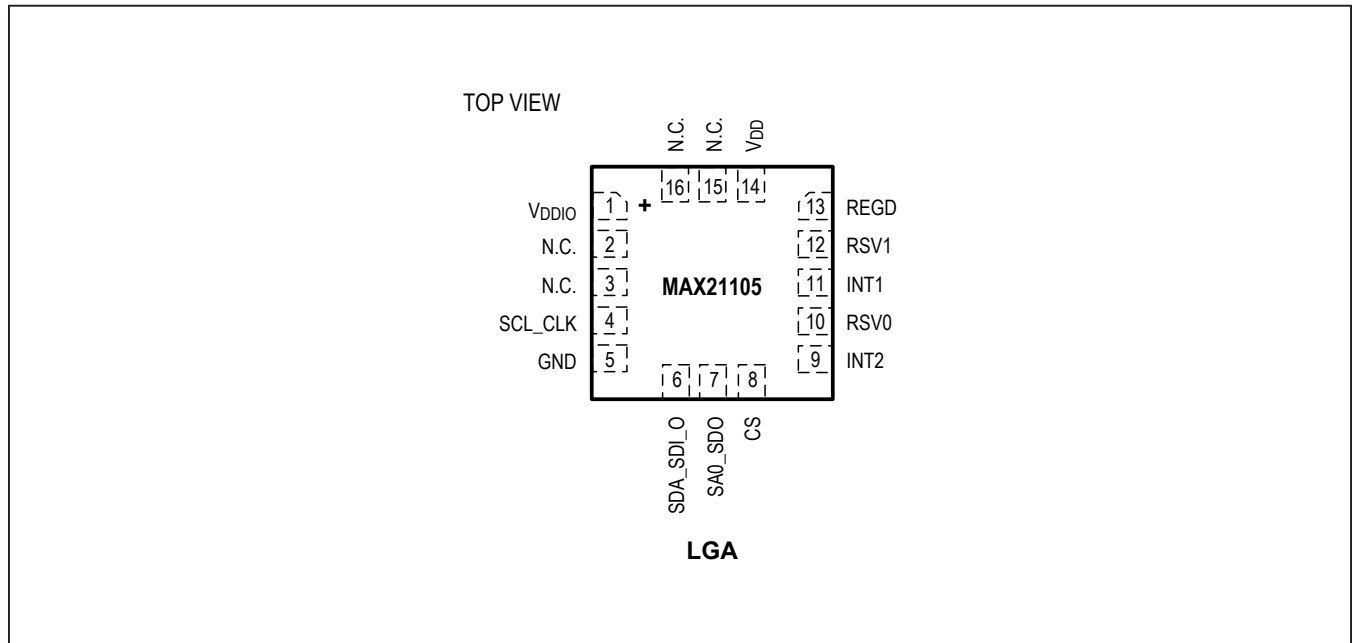 TOP VIEW
N.C.
N.C.
VDD
16
15
14
VDDIO
1
+
13
REGD
N.C.
2
12
RSV1
N.C.
3
MAX21105
11
INT1
SCL_CLK
4
10
RSV0
GND
5
9
INT2
6
7
8
SDA_SDI_O
SA0_SDO
CS
LGA